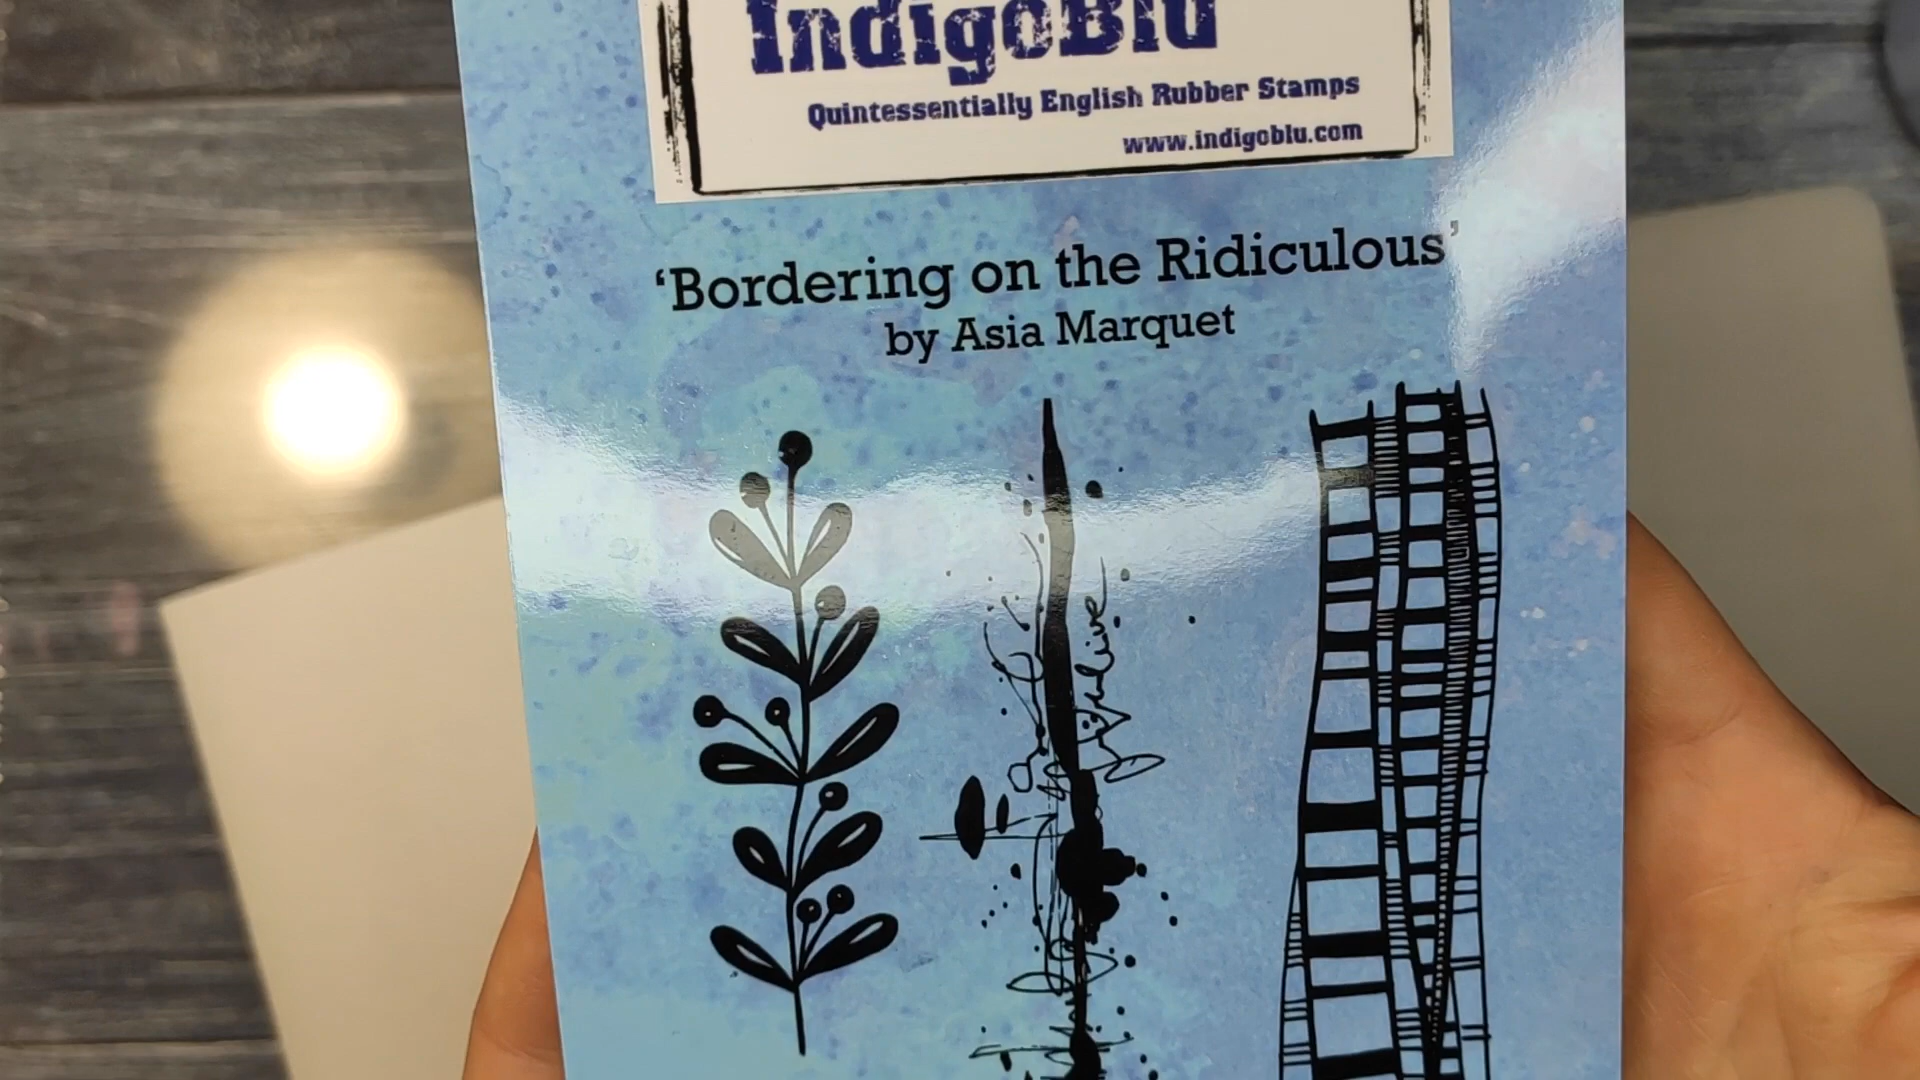 IndigoBlu
Quintessentially English Rubber Stamps
www.indigoblu.com
‘Bordering on the Ridiculous’
by Asia Marquet